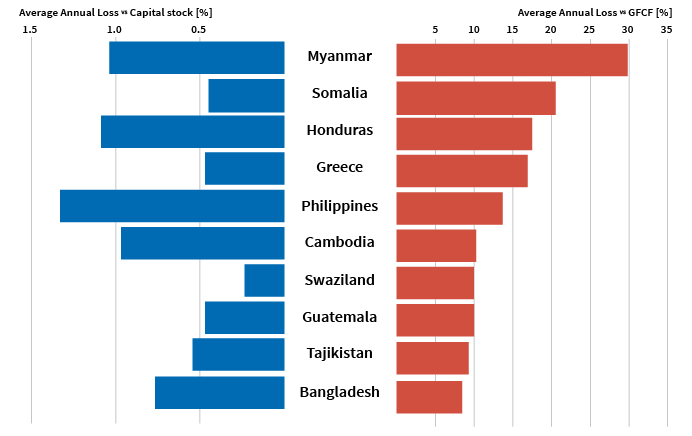 Average Annual Loss vs Capital stock [%]
Average Annual Loss vs GFCF [%]
1.5 1.0 0.5
5 10 15 20 25 30 35
Myanmar
Somalia
Honduras
Greece
Philippines
Cambodia
Swaziland
Guatemala
Tajikistan
Bangladesh